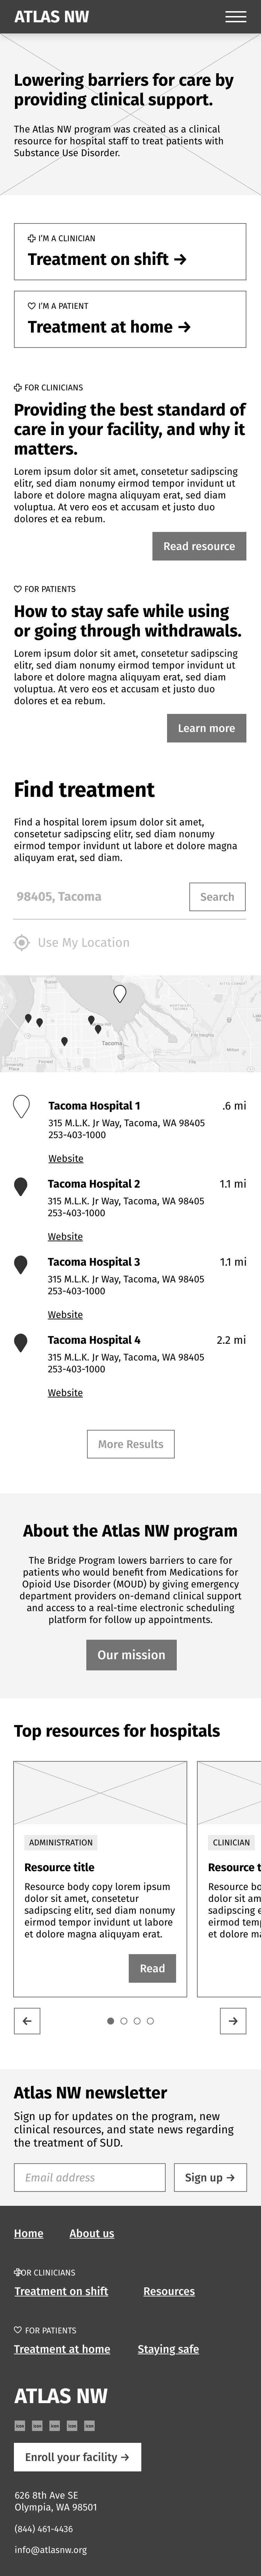 ATLAS NW
Lowering barriers for care by
providing clinical support.
The Atlas NW program was created as a clinical
resource for hospital staff to treat patients with
Substance Use Disorder.
I'M A CLINICIAN
Treatment on shift →
I'M A PATIENT
Treatment at home →
FOR CLINICIANS
Providing the best standard of
care in your facility, and why it
matters.
Lorem ipsum dolor sit amet, consetetur sadipscing
elitr, sed diam nonumy eirmod tempor invidunt ut
labore et dolore magna aliquyam erat, sed diam
voluptua. At vero eos et accusam et justo duo
dolores et ea rebum.
Read resource
FOR PATIENTS
How to stay safe while using
or going through withdrawals.
Lorem ipsum dolor sit amet, consetetur sadipscing
elitr, sed diam nonumy eirmod tempor invidunt ut
labore et dolore magna aliquyam erat, sed diam
voluptua. At vero eos et accusam et justo duo
dolores et ea rebum.
Learn more
Find treatment
Find a hospital lorem ipsum dolor sit amet,
consetetur sadipscing elitr, sed diam nonumy
eirmod tempor invidunt ut labore et dolore magna
aliquyam erat, sed diam.
98405, Tacoma
Search
Use My Location
Tacoma
Fife Heights
Milton
Fife
Fircrest
University
Place
Tacoma Hospital 1 .6 mi
315 M.L.K. Jr Way, Tacoma, WA 98405
253-403-1000
Website
Tacoma Hospital 2 1.1 mi
315 M.L.K. Jr Way, Tacoma, WA 98405
253-403-1000
Website
Tacoma Hospital 3 1.1 mi
315 M.L.K. Jr Way, Tacoma, WA 98405
253-403-1000
Website
Tacoma Hospital 4 2.2 mi
315 M.L.K. Jr Way, Tacoma, WA 98405
253-403-1000
Website
More Results
About the Atlas NW program
The Bridge Program lowers barriers to care for
patients who would benefit from Medications for
Opioid Use Disorder (MOUD) by giving emergency
department providers on-demand clinical support
and access to a real-time electronic scheduling
platform for follow up appointments.
Our mission
Top resources for hospitals
ADMINISTRATION
Resource title
Resource body copy lorem ipsum
dolor sit amet, consetetur
sadipscing elitr, sed diam nonumy
eirmod tempor invidunt ut labore
et dolore magna aliquyam erat.
Read
CLINICIAN
Resource t
Resource bo
dolor sit am
sadipscing e
eirmod temp
et dolore ma
← →
Atlas NW newsletter
Sign up for updates on the program, new
clinical resources, and state news regarding
the treatment of SUD.
Email address
Sign up →
Home About us
FOR CLINICIANS
Treatment on shift Resources
FOR PATIENTS
Treatment at home Staying safe
ATLAS NW
icon icon icon icon icon
Enroll your facility →
626 8th Ave SE
Olympia, WA 98501
(844) 461-4436
info@atlasnw.org